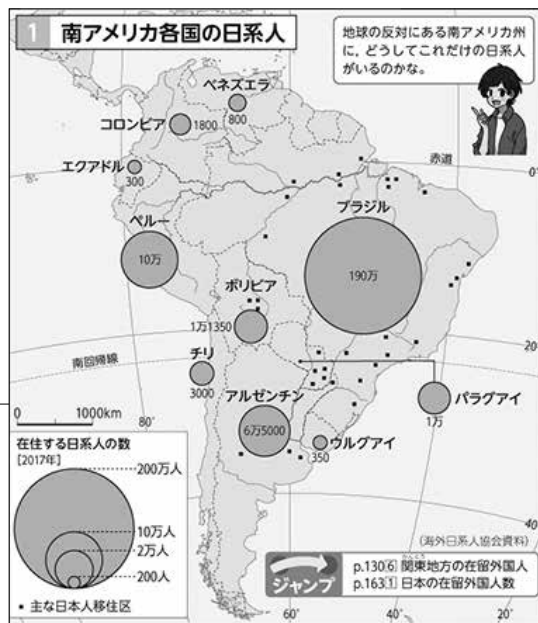 1 南アメリカ各国の日系人
地球の反対にある南アメリカ州
に，どうしてこれだけの日系人
がいるのかな。
ベネズエラ
800
コロンビア
1800
エクアドル
300
赤道
0°
ペルー
10万
ブラジル
190万
ボリビア
1万1350
南回帰線
20°
チリ
3000
パラグアイ
1万
アルゼンチン
6万5000
ウルグアイ
350
0 1000km
80°
在住する日系人の数
[2017年]
200万人
10万人
2万人
200人
■ 主な日本人移住区
(海外日系人協会資料)
ジャンプ
p.130⑥ 関東地方の在留外国人
かんとう
p.163① 日本の在留外国人数
60° 40° 20°